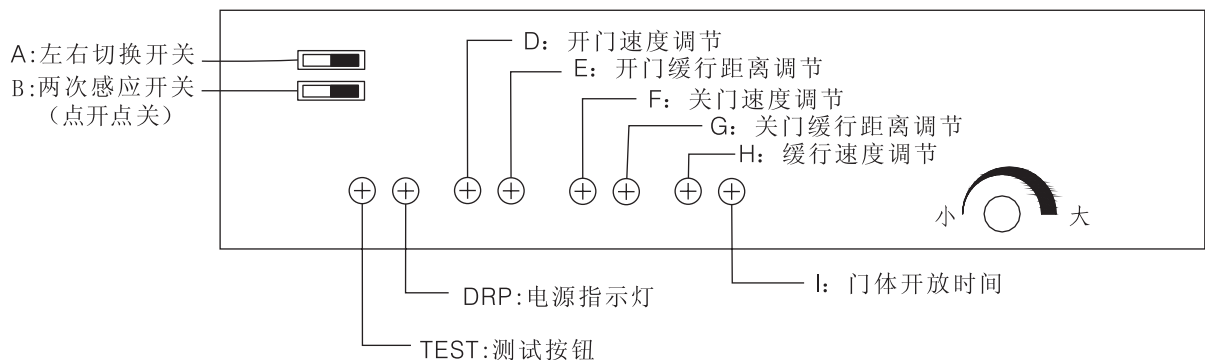 A:左右切换开关
B:两次感应开关
（点开点关）
D：开门速度调节
E：开门缓行距离调节
F：关门速度调节
G：关门缓行距离调节
H：缓行速度调节
小
大
I：门体开放时间
DRP:电源指示灯
TEST:测试按钮